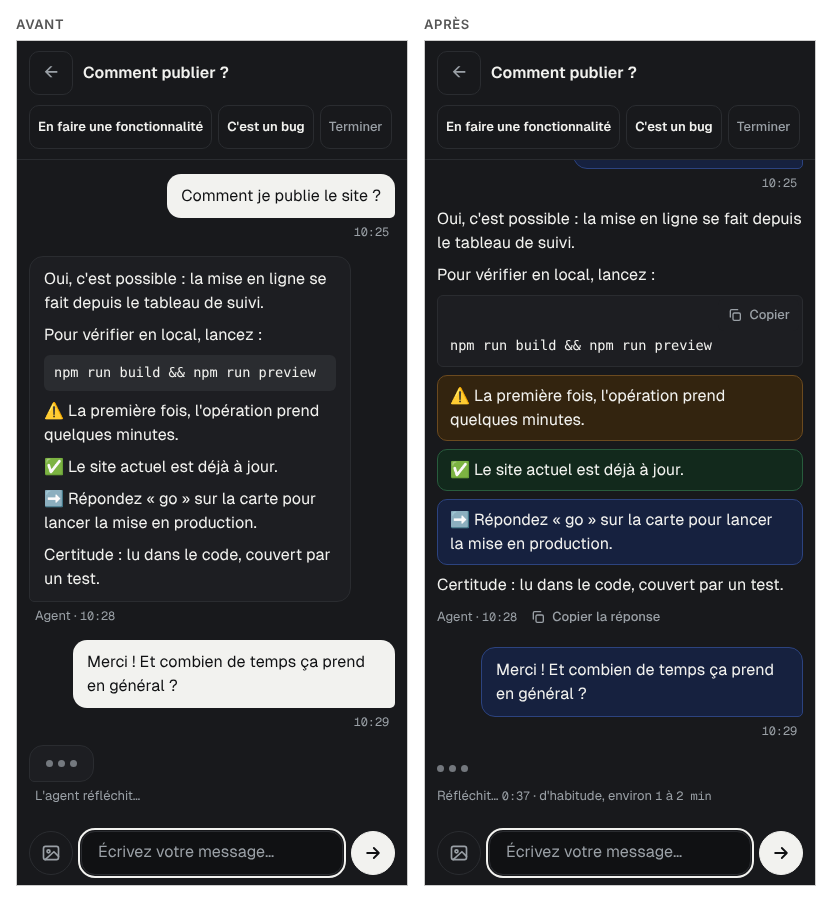 AVANT
Comment publier ?
En faire une fonctionnalité
C'est un bug
Terminer
Comment je publie le site ?
10:25
Oui, c'est possible : la mise en ligne se
fait depuis le tableau de suivi.
Pour vérifier en local, lancez :
npm run build && npm run preview
⚠️ La première fois, l'opération prend
quelques minutes.
✅ Le site actuel est déjà à jour.
➡️ Répondez « go » sur la carte pour
lancer la mise en production.
Certitude : lu dans le code, couvert par
un test.
Agent · 10:28
Merci ! Et combien de temps ça prend
en général ?
10:29
L'agent réfléchit…
Écrivez votre message…
APRÈS
Comment publier ?
En faire une fonctionnalité
C'est un bug
Terminer
10:25
Oui, c'est possible : la mise en ligne se fait depuis
le tableau de suivi.
Pour vérifier en local, lancez :
Copier
npm run build && npm run preview
⚠️ La première fois, l'opération prend
quelques minutes.
✅ Le site actuel est déjà à jour.
➡️ Répondez « go » sur la carte pour lancer
la mise en production.
Certitude : lu dans le code, couvert par un test.
Agent · 10:28
Copier la réponse
Merci ! Et combien de temps ça prend
en général ?
10:29
Réfléchit… 0:37 · d'habitude, environ 1 à 2 min
Écrivez votre message…